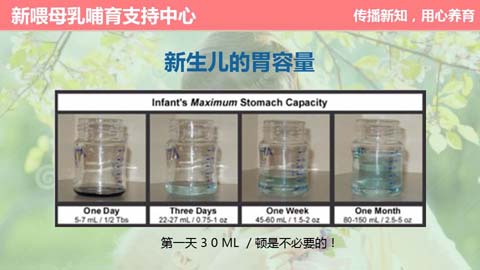 新喂母乳哺育支持中心
传播新知，用心养育
新生儿的胃容量
Infant's Maximum Stomach Capacity
One Day
5-7 mL / 1/2 Tbs
Three Days
22-27 mL / 0.75-1 oz
One Week
45-60 mL / 1.5-2 oz
One Month
80-150 mL / 2.5-5 oz
第一天３０ＭＬ／顿是不必要的！